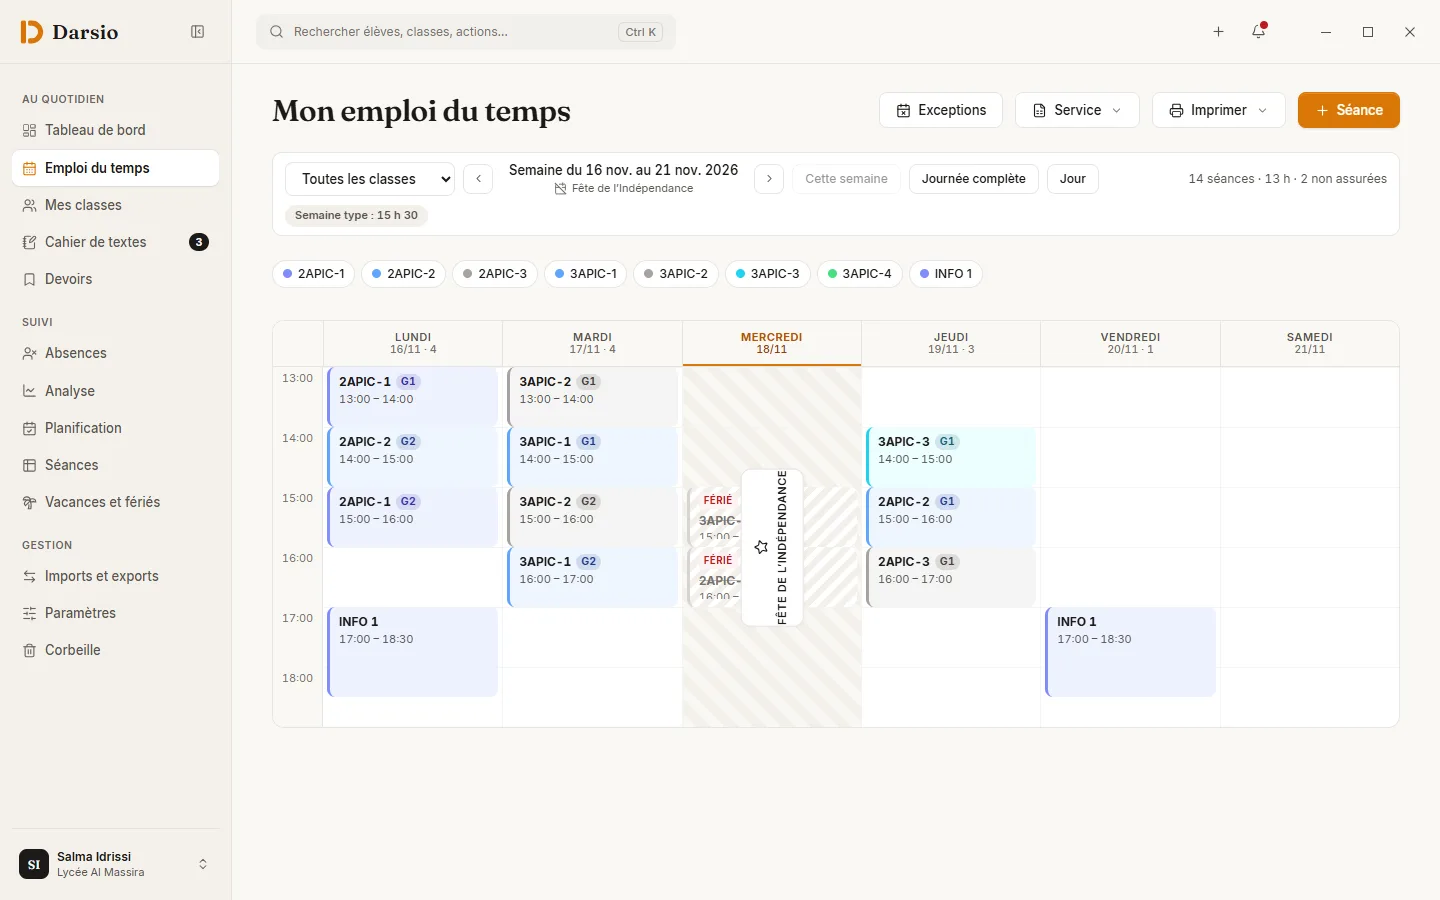 Darsio
Rechercher élèves, classes, actions...
Ctrl K
AU QUOTIDIEN
Tableau de bord
Emploi du temps
Mes classes
Cahier de textes
3
Devoirs
SUIVI
Absences
Analyse
Planification
Séances
Vacances et fériés
GESTION
Imports et exports
Paramètres
Corbeille
SI
Salma Idrissi
Lycée Al Massira
Mon emploi du temps
Exceptions
Service
Imprimer
Séance
Toutes les classes
Semaine du 16 nov. au 21 nov. 2026
Fête de l'Indépendance
Cette semaine
Journée complète
Jour
14 séances · 13 h · 2 non assurées
Semaine type : 15 h 30
2APIC-1
2APIC-2
2APIC-3
3APIC-1
3APIC-2
3APIC-3
3APIC-4
INFO 1
LUNDI
16/11 · 4
MARDI
17/11 · 4
MERCREDI
18/11
JEUDI
19/11 · 3
VENDREDI
20/11 · 1
SAMEDI
21/11
13:00
14:00
15:00
16:00
17:00
18:00
2APIC-1 G1
13:00 – 14:00
2APIC-2 G2
14:00 – 15:00
2APIC-1 G2
15:00 – 16:00
INFO 1
17:00 – 18:30
3APIC-2 G1
13:00 – 14:00
3APIC-1 G1
14:00 – 15:00
3APIC-2 G2
15:00 – 16:00
3APIC-1 G2
16:00 – 17:00
FÉRIÉ
3APIC-
15:00 –
FÉRIÉ
2APIC-
16:00 –
FÊTE DE L'INDÉPENDANCE
3APIC-3 G1
14:00 – 15:00
2APIC-2 G1
15:00 – 16:00
2APIC-3 G1
16:00 – 17:00
INFO 1
17:00 – 18:30